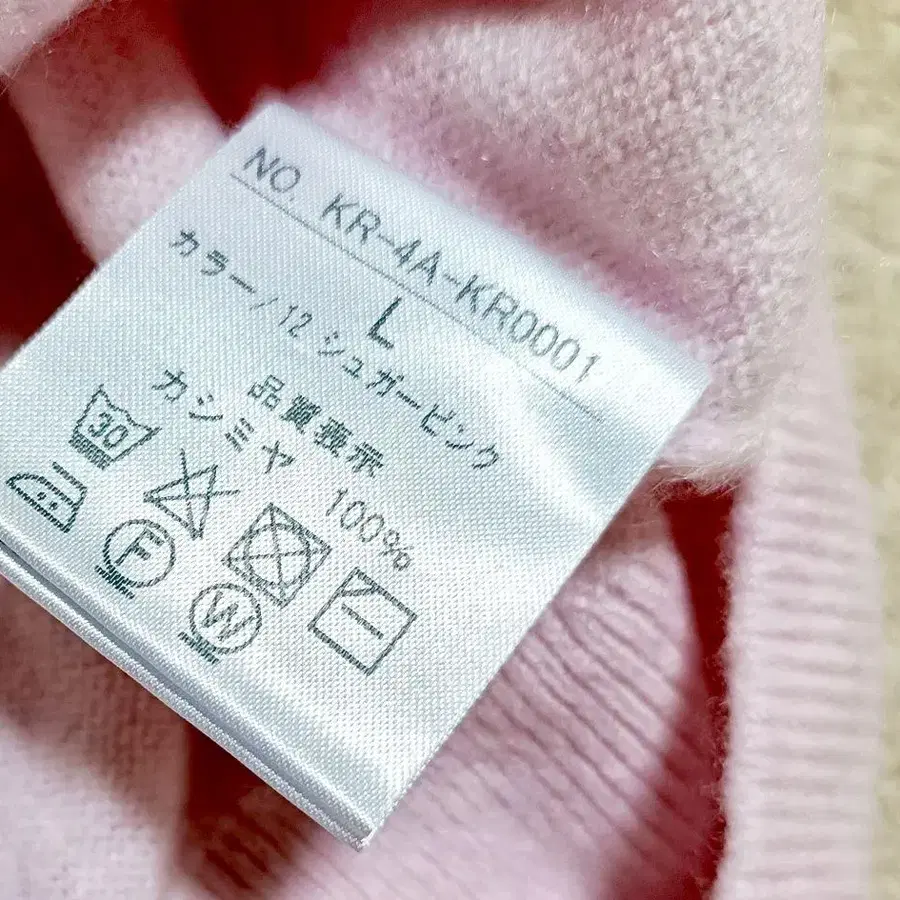 NO. KR-4A-KR0001
L
カラー/12 シュガーピンク
品質表示
カシミヤ 100%
30
F
W